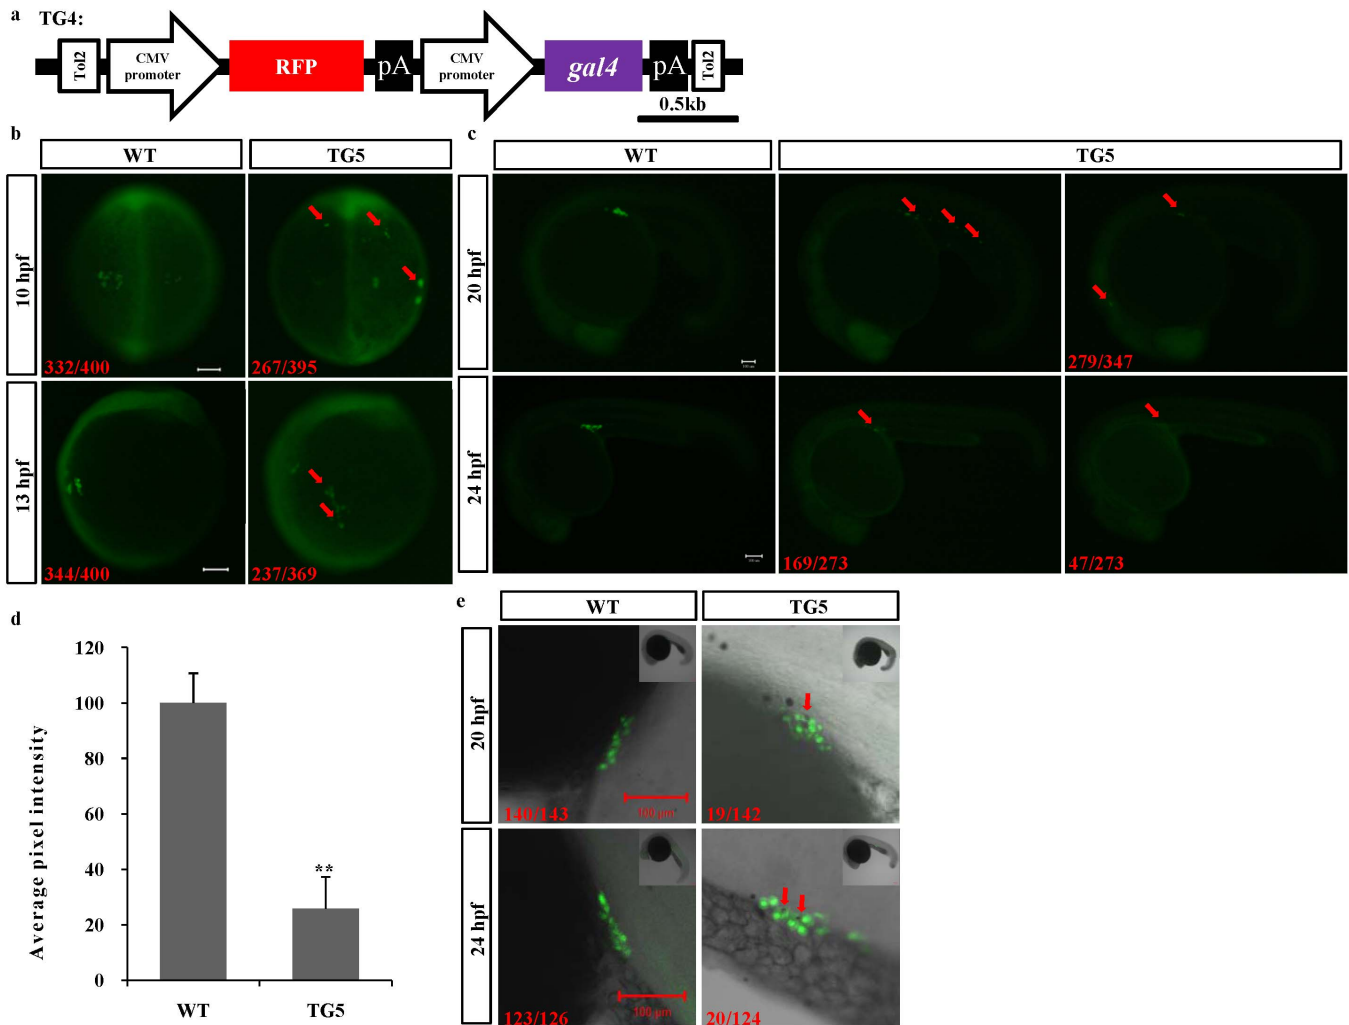 a TG4:
Tol2 CMV promoter RFP pA CMV promoter gal4 pA Tol2
0.5kb
b
WT TG5
10 hpf
332/400 267/395
13 hpf
344/400 237/369
c
WT TG5
20 hpf
279/347
24 hpf
169/273 47/273
d
Average pixel intensity
120
100
80
60
40
20
0
**
WT TG5
e
WT TG5
20 hpf
140/143 100 µm 19/142
24 hpf
123/126 100 µm 20/124